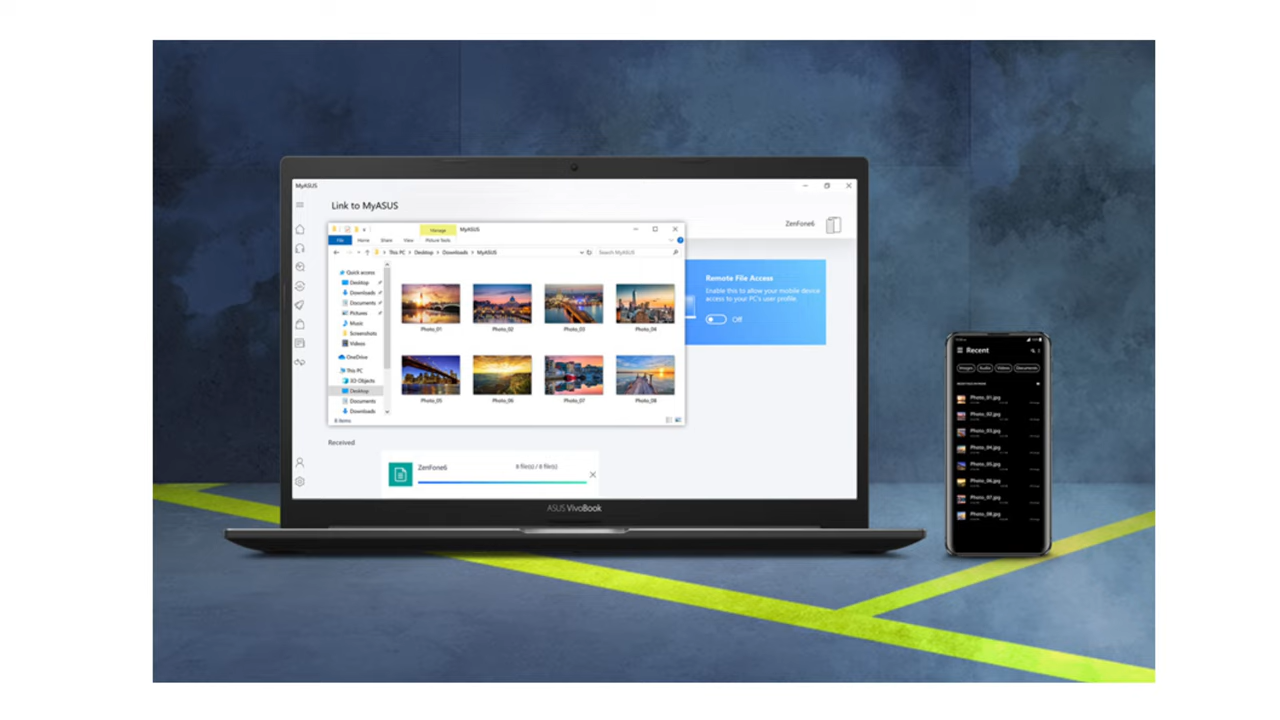 MyASUS
Link to MyASUS
ZenFone6
Manage MyASUS
File Home Share View Picture Tools
This PC > Desktop > Downloads > MyASUS
Search MyASUS
Quick access
Desktop
Downloads
Documents
Pictures
Music
Screenshots
Videos
OneDrive
This PC
3D Objects
Desktop
Documents
Downloads
8 items
Photo_01 Photo_02 Photo_03 Photo_04
Photo_05 Photo_06 Photo_07 Photo_08
Remote File Access
Enable this to allow your mobile device
access to your PC's user profile.
Off
Received
ZenFone6
8 file(s) / 8 file(s)
ASUS VivoBook
Recent
Images Audio Videos Documents
Photo_01.jpg
Photo_02.jpg
Photo_03.jpg
Photo_04.jpg
Photo_05.jpg
Photo_06.jpg
Photo_07.jpg
Photo_08.jpg